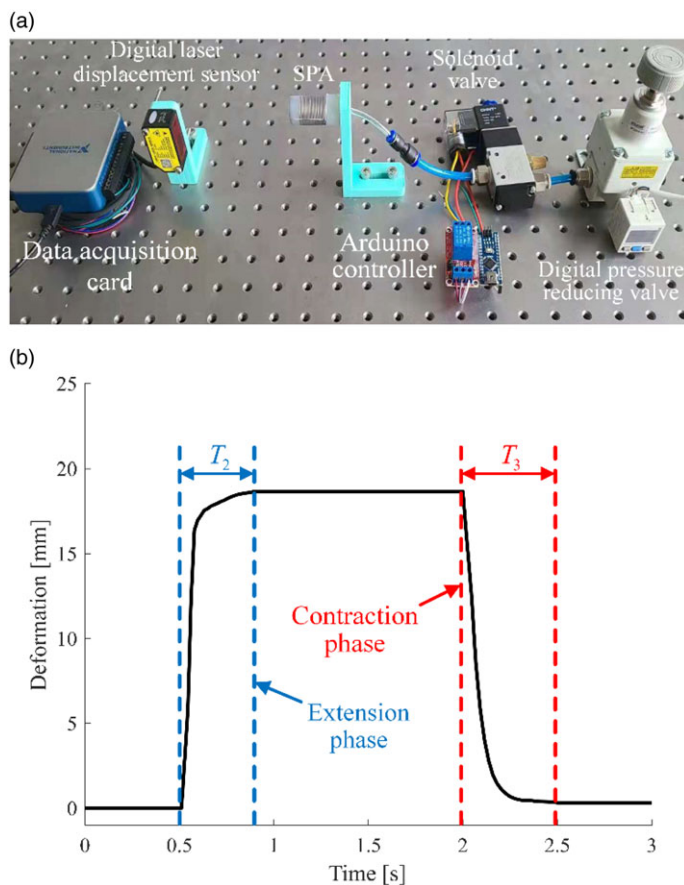 (a)
Digital laser
displacement sensor
SPA
Solenoid
valve
Data acquisition
card
Arduino
controller
Digital pressure
reducing valve
(b)
25
20
15
10
5
0
Deformation [mm]
T2
T3
Contraction
phase
Extension
phase
0
0.5
1
1.5
2
2.5
3
Time [s]